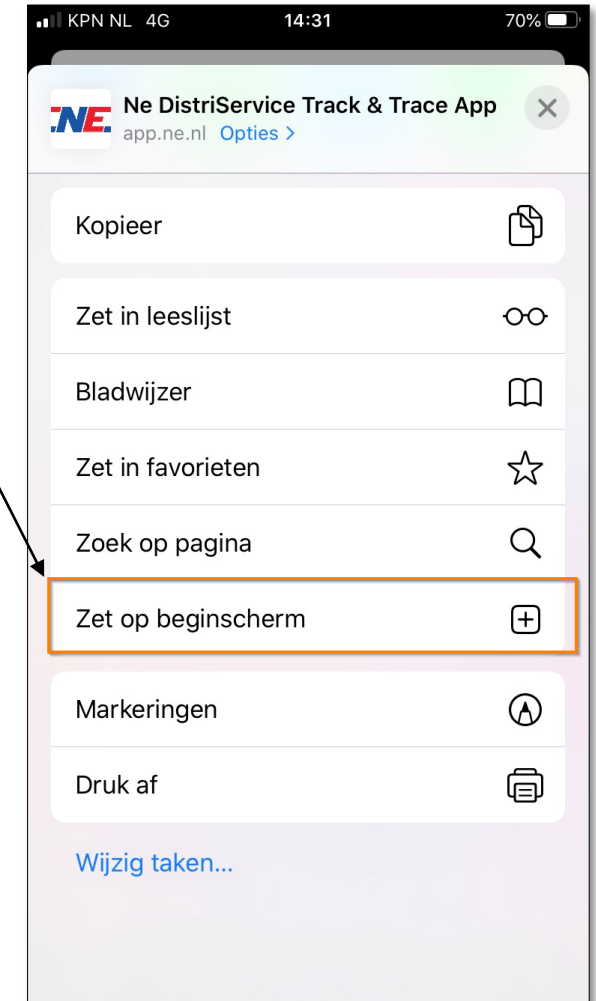 KPN NL 4G 14:31 70%
NE. Ne DistriService Track & Trace App
app.ne.nl Opties >
Kopieer
Zet in leeslijst
Bladwijzer
Zet in favorieten
Zoek op pagina
Zet op beginscherm
Markeringen
Druk af
Wijzig taken...